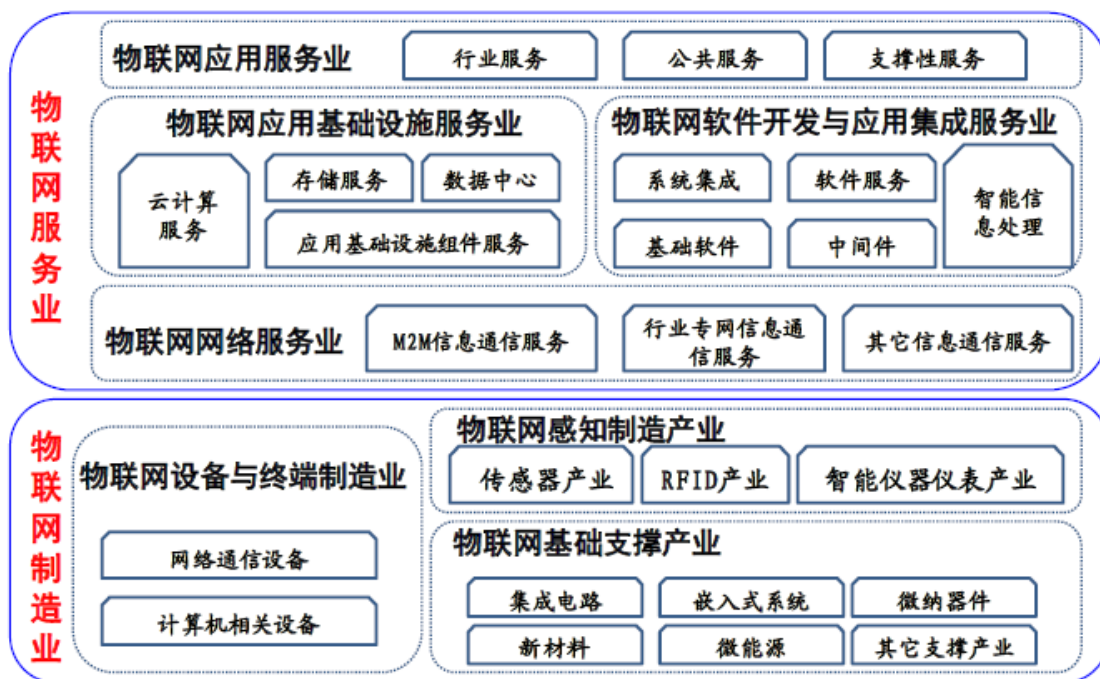 物联网服务业
物联网应用服务业
行业服务
公共服务
支撑性服务
物联网应用基础设施服务业
云计算
服务
存储服务
数据中心
应用基础设施组件服务
物联网软件开发与应用集成服务业
系统集成
软件服务
基础软件
中间件
智能信
息处理
物联网网络服务业
M2M信息通信服务
行业专网信息通
信服务
其它信息通信服务
物联网制造业
物联网设备与终端制造业
网络通信设备
计算机相关设备
物联网感知制造产业
传感器产业
RFID产业
智能仪器仪表产业
物联网基础支撑产业
集成电路
嵌入式系统
微纳器件
新材料
微能源
其它支撑产业